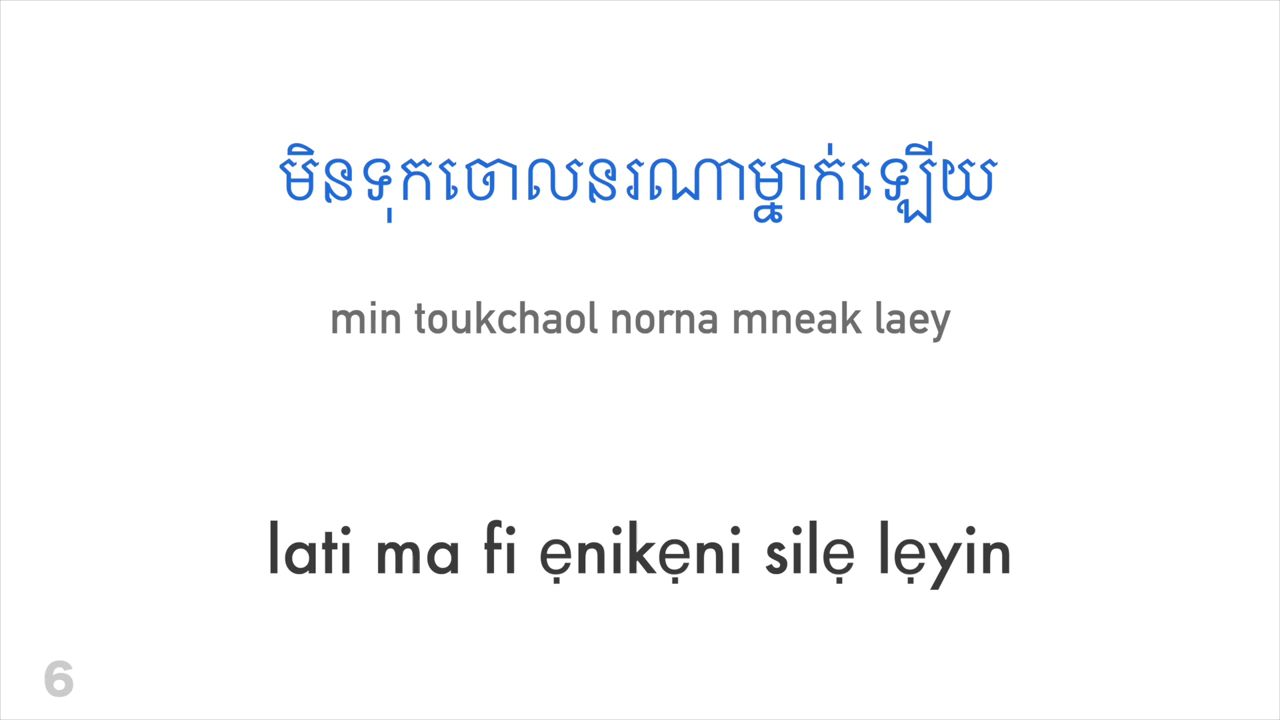 មិនទុកចោលនរណាម្នាក់ឡើយ
min toukchaol norna mneak laey
lati ma fi ẹnikẹni silẹ lẹyin
6